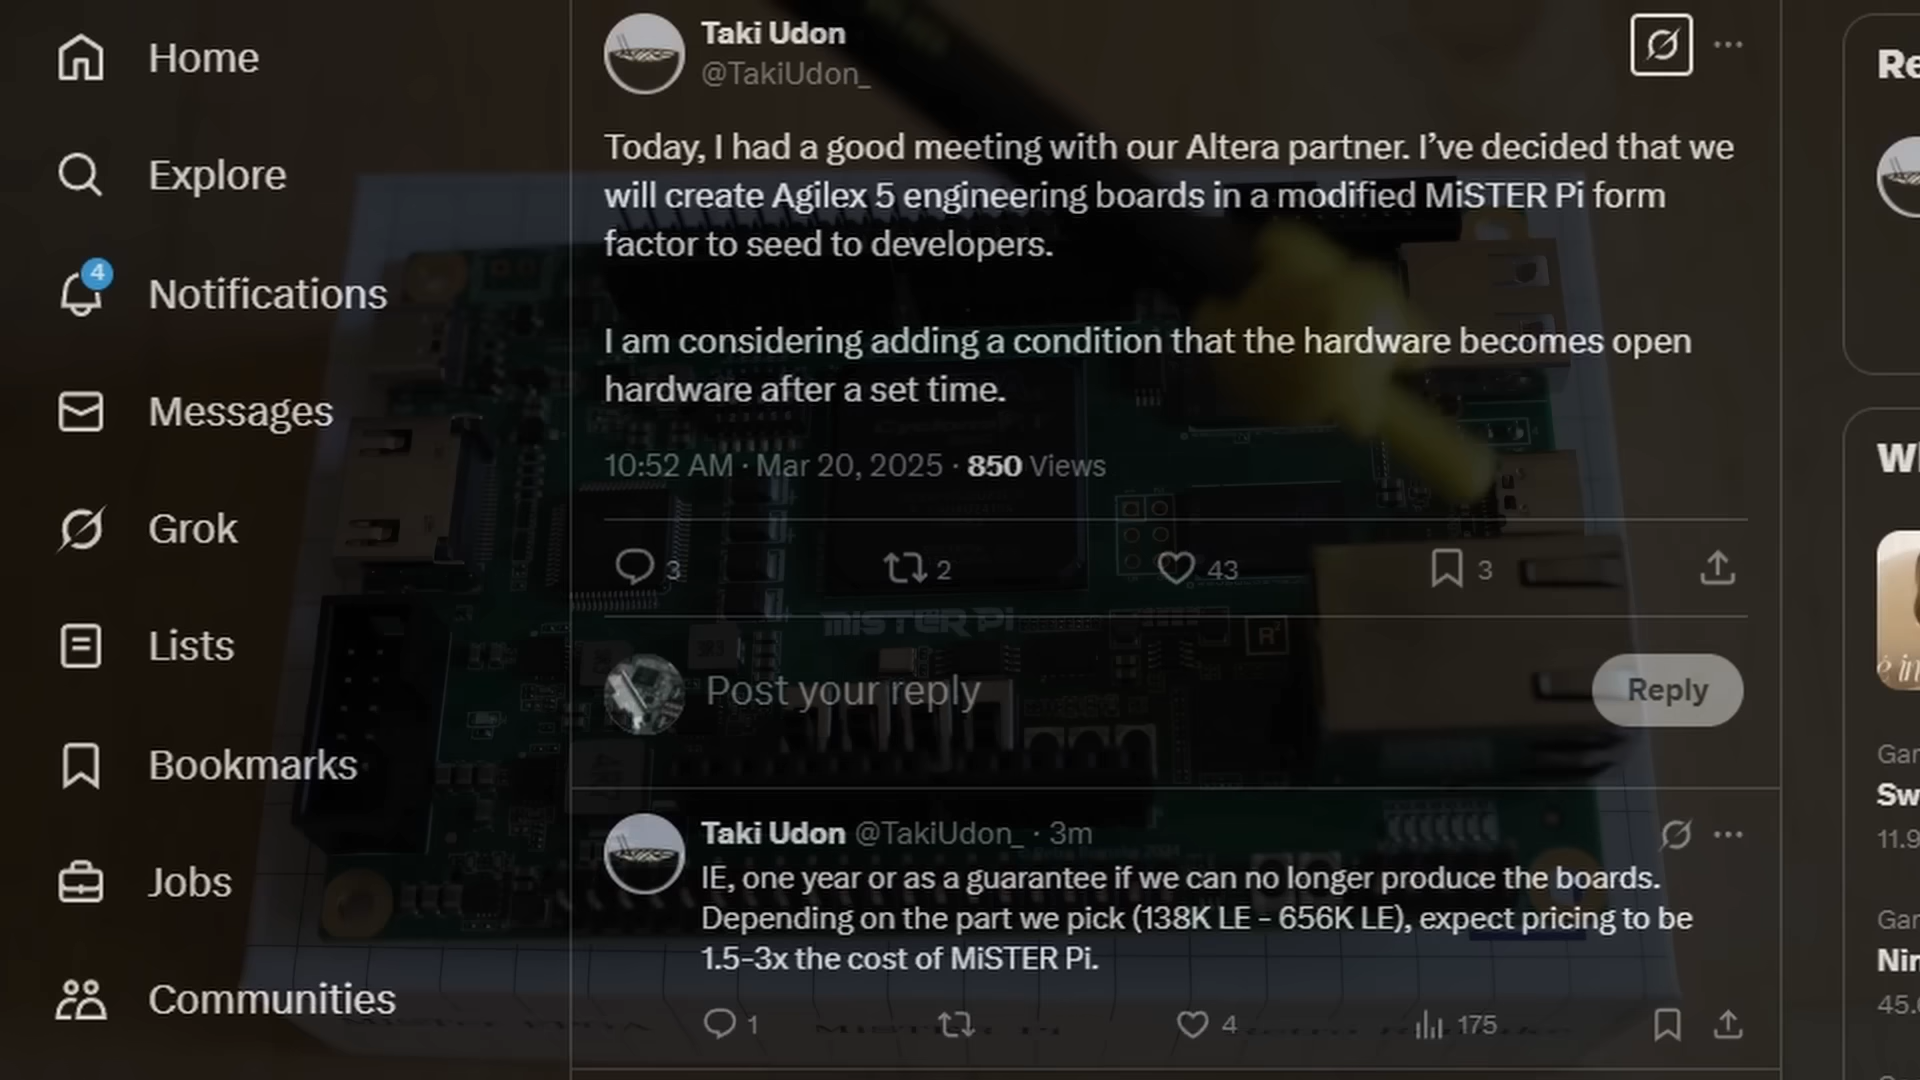 Home
Explore
4
Notifications
Messages
Grok
Lists
Bookmarks
Jobs
Communities
Taki Udon
@TakiUdon_
Today, I had a good meeting with our Altera partner. I’ve decided that we
will create Agilex 5 engineering boards in a modified MiSTER Pi form
factor to seed to developers.
I am considering adding a condition that the hardware becomes open
hardware after a set time.
10:52 AM · Mar 20, 2025 · 850 Views
3
2
43
3
MiSTER Pi
Post your reply
Reply
Taki Udon @TakiUdon_ · 3m
IE, one year or as a guarantee if we can no longer produce the boards.
Depending on the part we pick (138K LE - 656K LE), expect pricing to be
1.5-3x the cost of MiSTER Pi.
1
4
175
Re
Wh
Gar
Sw
11.9
Gar
Nin
45.0